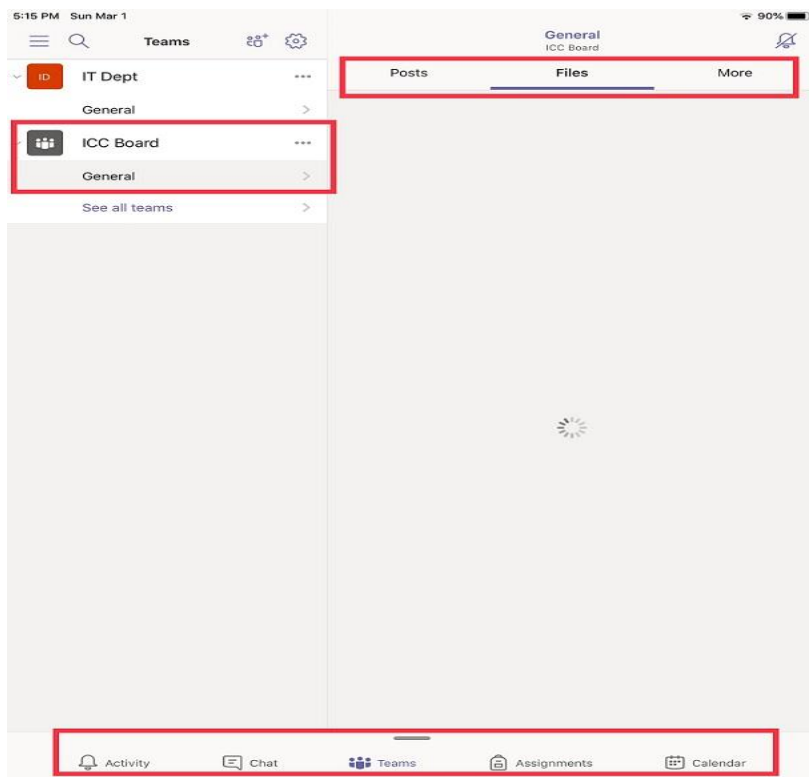 5:15 PM Sun Mar 1
90%
Teams
General
ICC Board
ID IT Dept
Posts Files More
General
ICC Board
General
See all teams
Activity Chat Teams Assignments Calendar